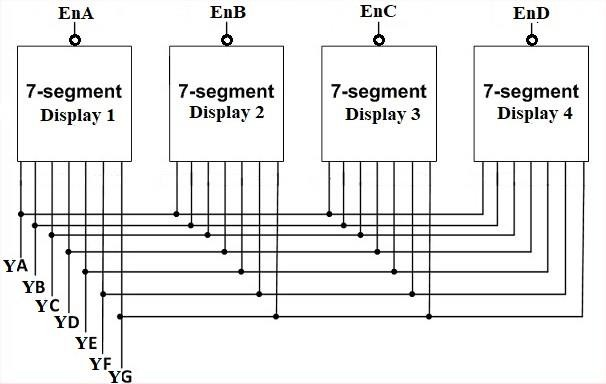 EnA EnB EnC EnD
7-segment 7-segment 7-segment 7-segment
Display 1 Display 2 Display 3 Display 4
YA
YB
YC
YD
YE
YF
YG